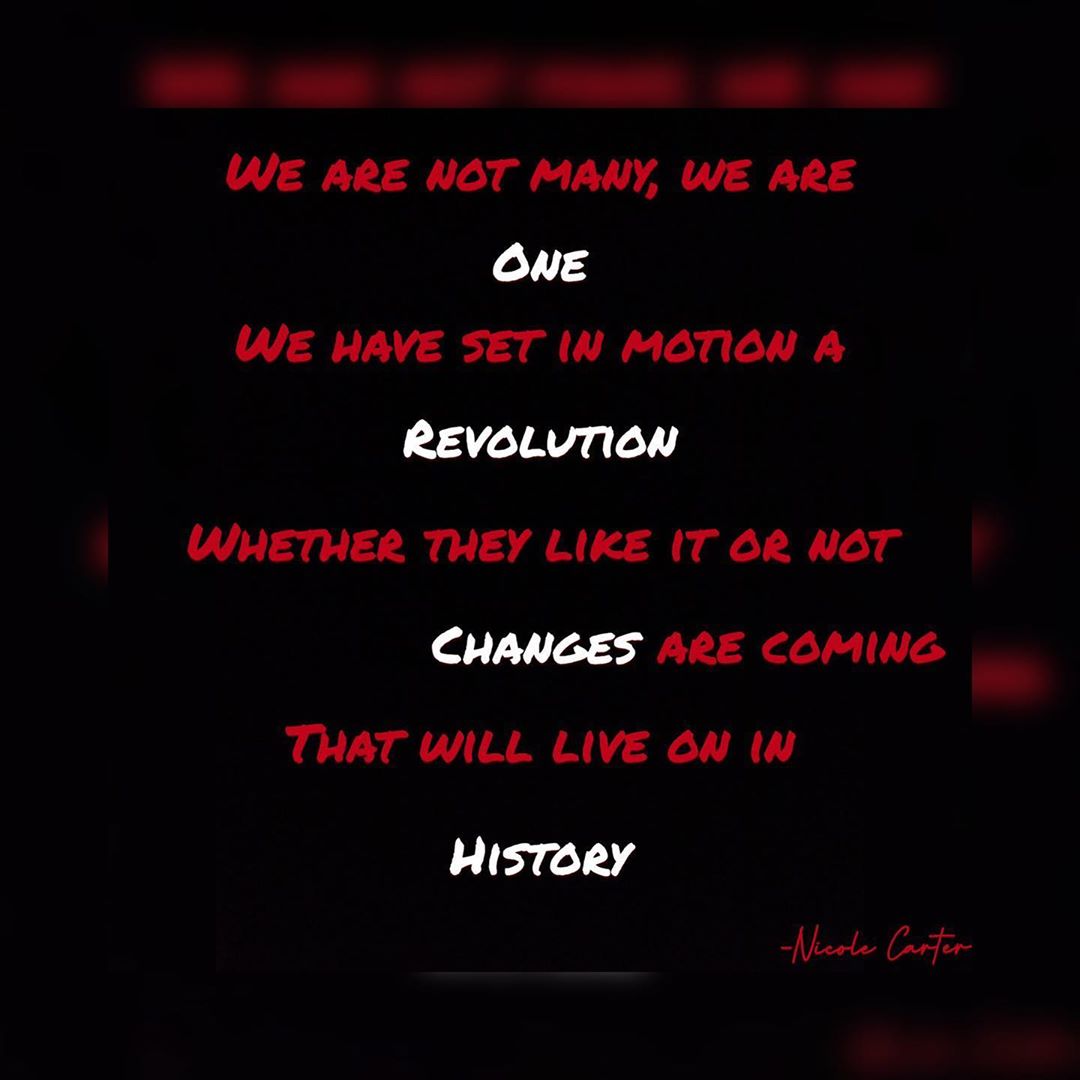 We are not many, we are
One
We have set in motion a
Revolution
Whether they like it or not
Changes are coming
That will live on in
History
-Nicole Carter